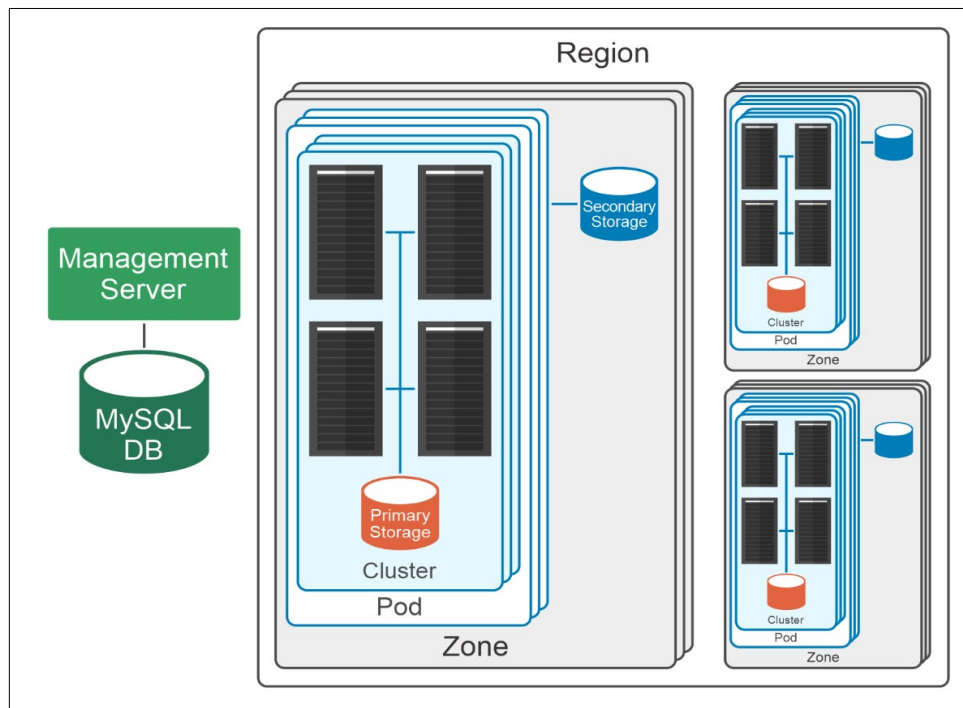 Region
Management
Server
MySQL
DB
Secondary
Storage
Primary
Storage
Cluster
Pod
Zone
Cluster
Pod
Zone
Cluster
Pod
Zone